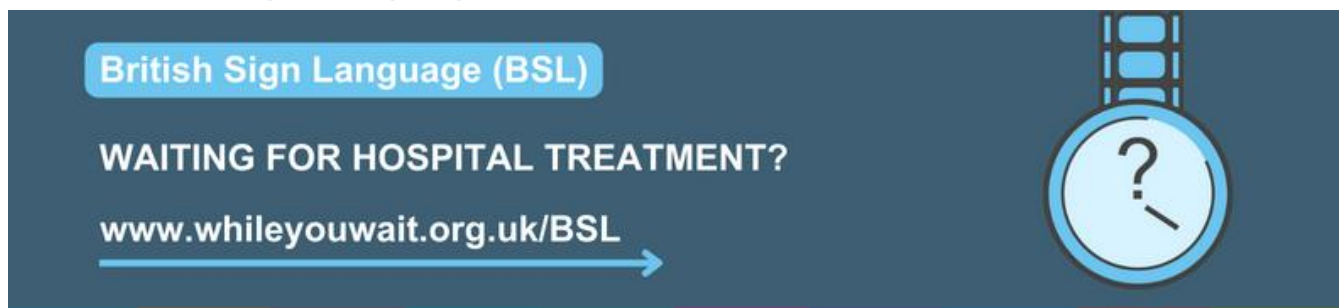 British Sign Language (BSL)
WAITING FOR HOSPITAL TREATMENT?
www.whileyouwait.org.uk/BSL
?